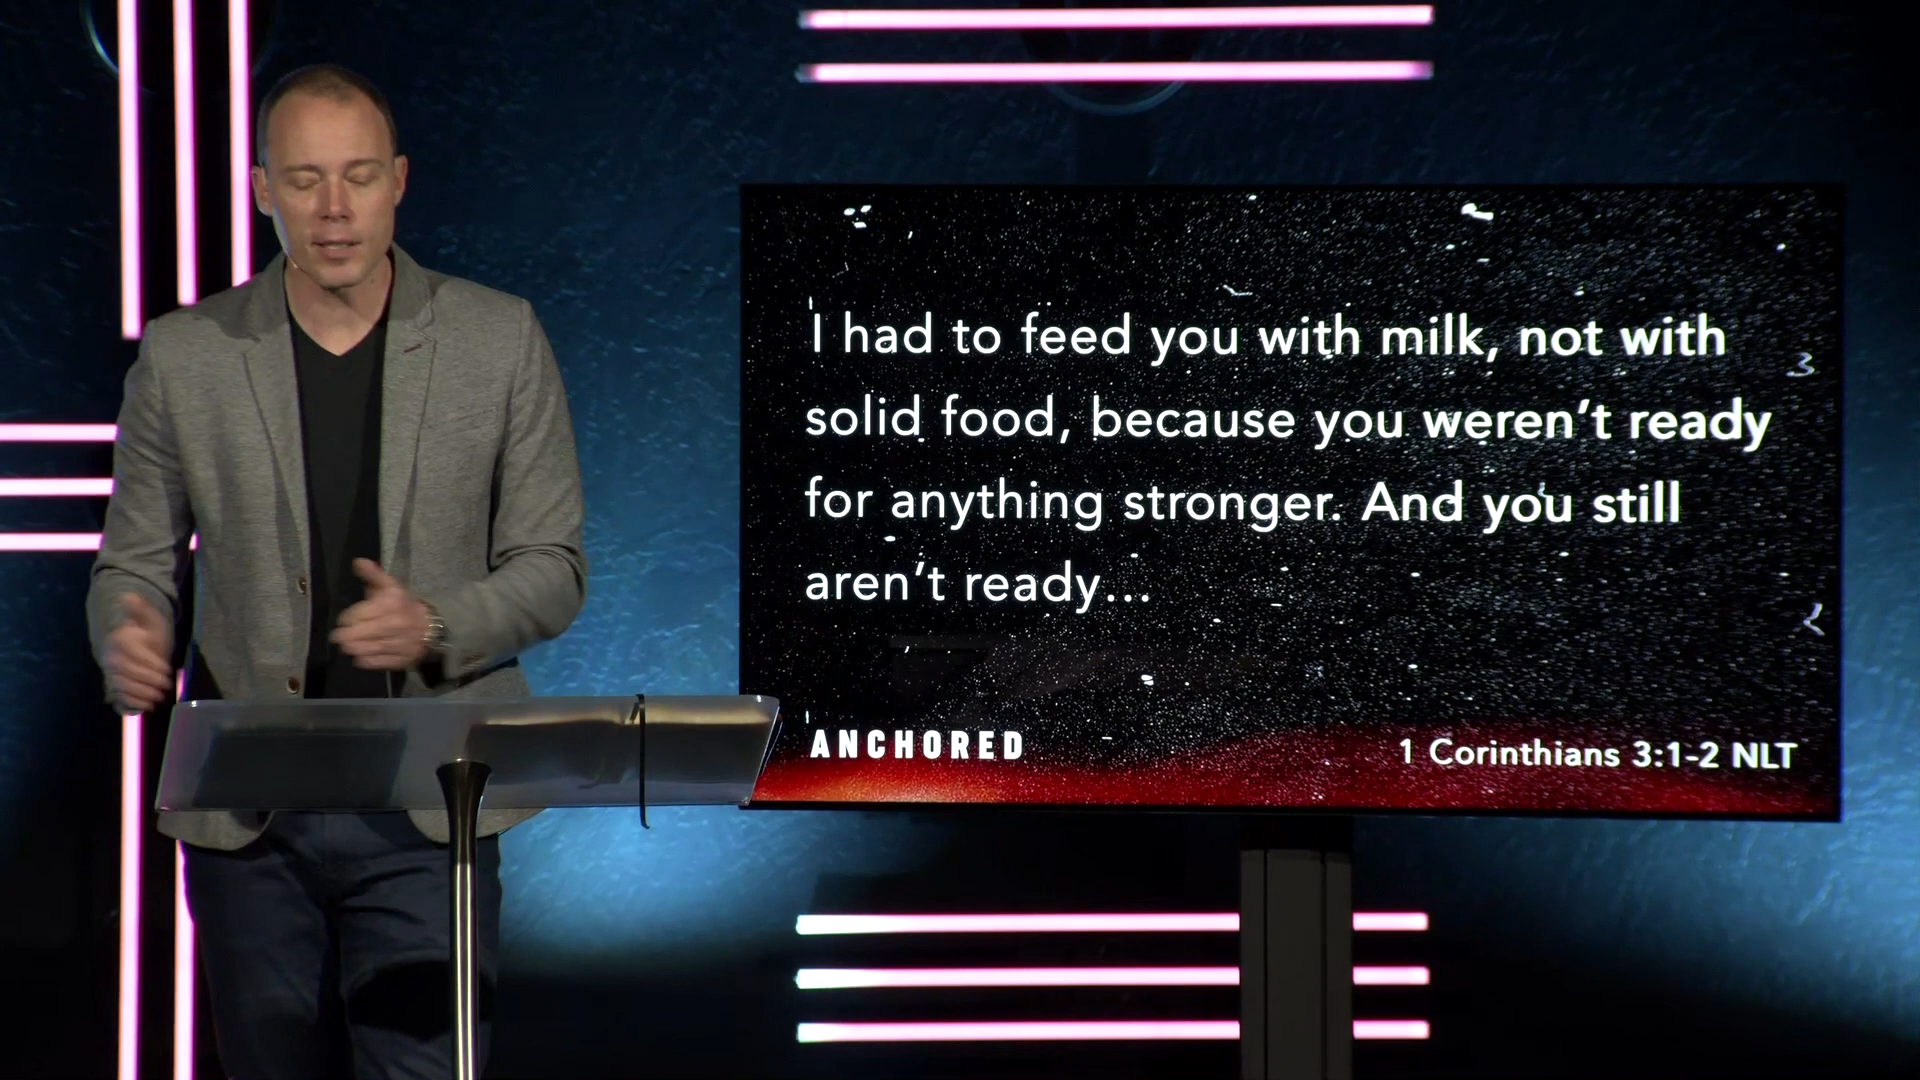 I had to feed you with milk, not with
solid food, because you weren’t ready
for anything stronger. And you still
aren’t ready…
ANCHORED
1 Corinthians 3:1-2 NLT